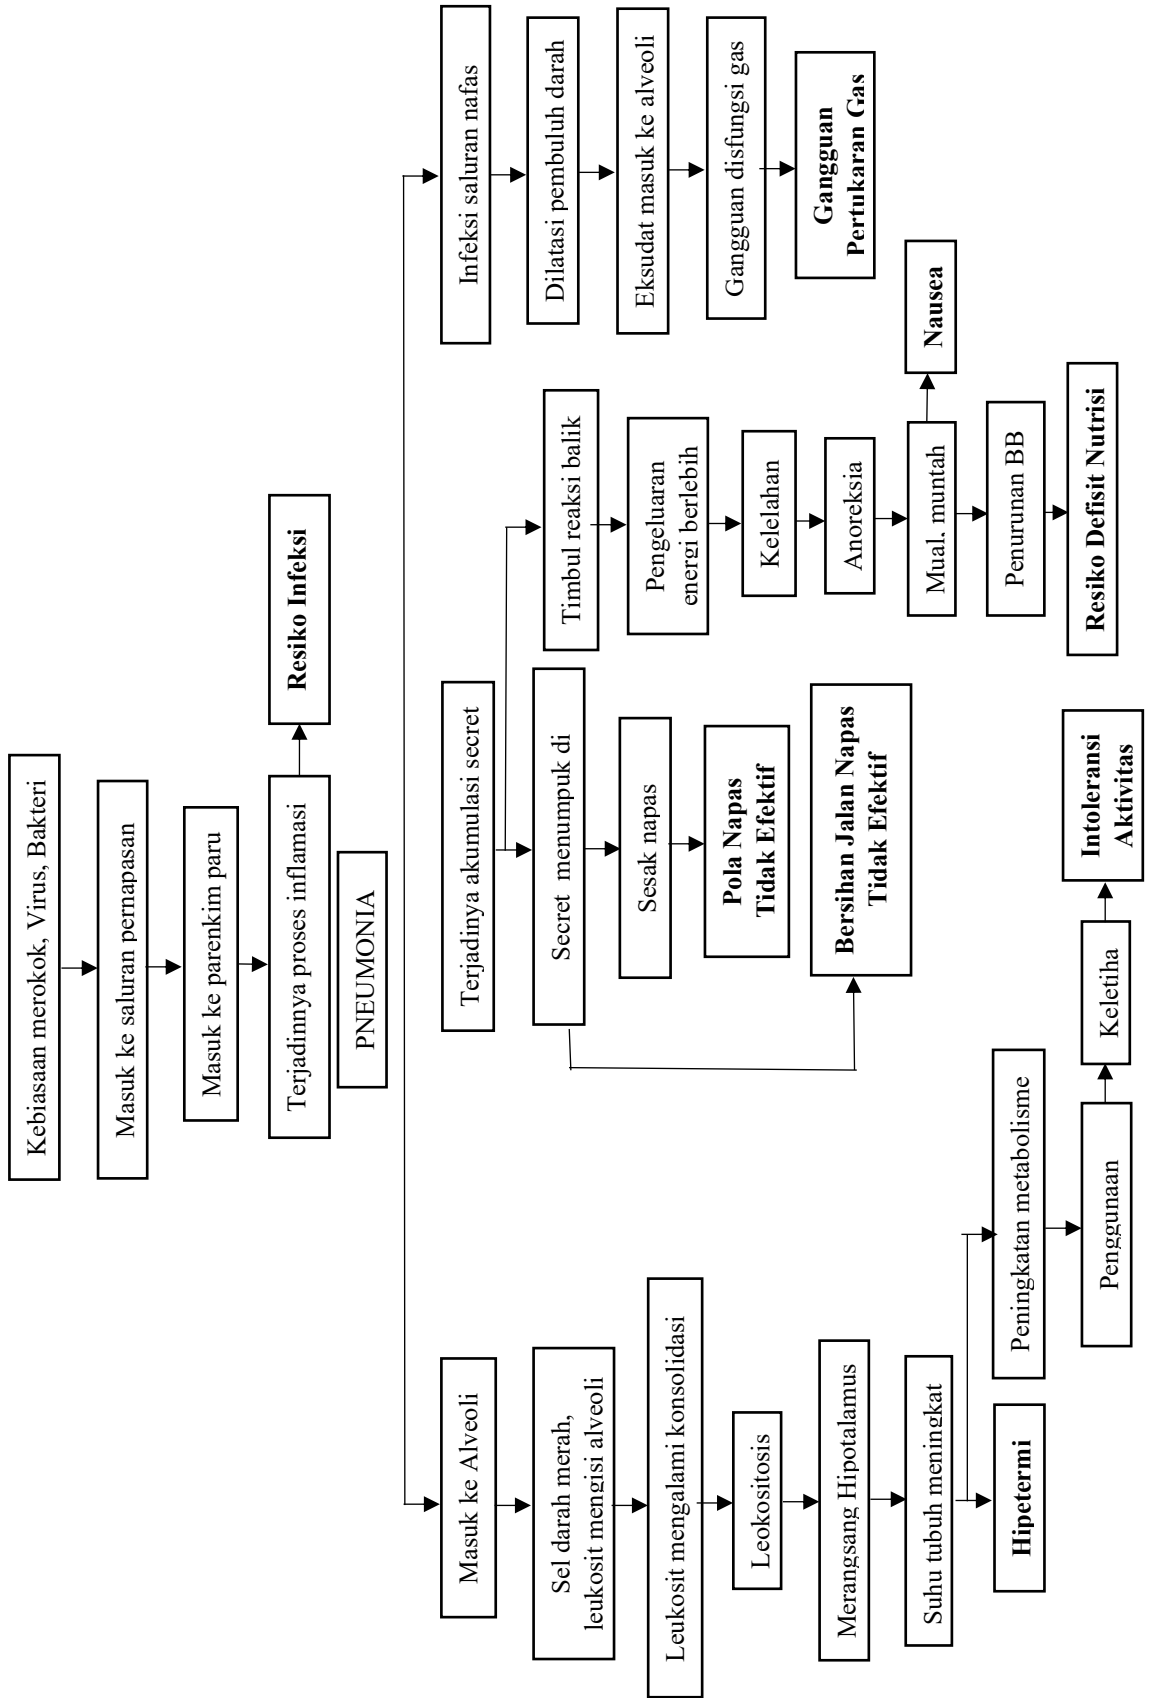 Kebiasaan merokok, Virus, Bakteri
Masuk ke saluran pernapasan
Masuk ke parenkim paru
Terjadinnya proses inflamasi
Resiko Infeksi
PNEUMONIA
Masuk ke Alveoli
Sel darah merah,
leukosit mengisi alveoli
Leukosit mengalami konsolidasi
Leokositosis
Merangsang Hipotalamus
Suhu tubuh meningkat
Hipetermi
Peningkatan metabolisme
Penggunaan
Keletiha
Intoleransi
Aktivitas
Terjadinya akumulasi secret
Secret menumpuk di
Sesak napas
Pola Napas
Tidak Efektif
Bersihan Jalan Napas
Tidak Efektif
Timbul reaksi balik
Pengeluaran
energi berlebih
Kelelahan
Anoreksia
Mual, muntah
Nausea
Penurunan BB
Resiko Defisit Nutrisi
Infeksi saluran nafas
Dilatasi pembuluh darah
Eksudat masuk ke alveoli
Gangguan disfungsi gas
Gangguan
Pertukaran Gas